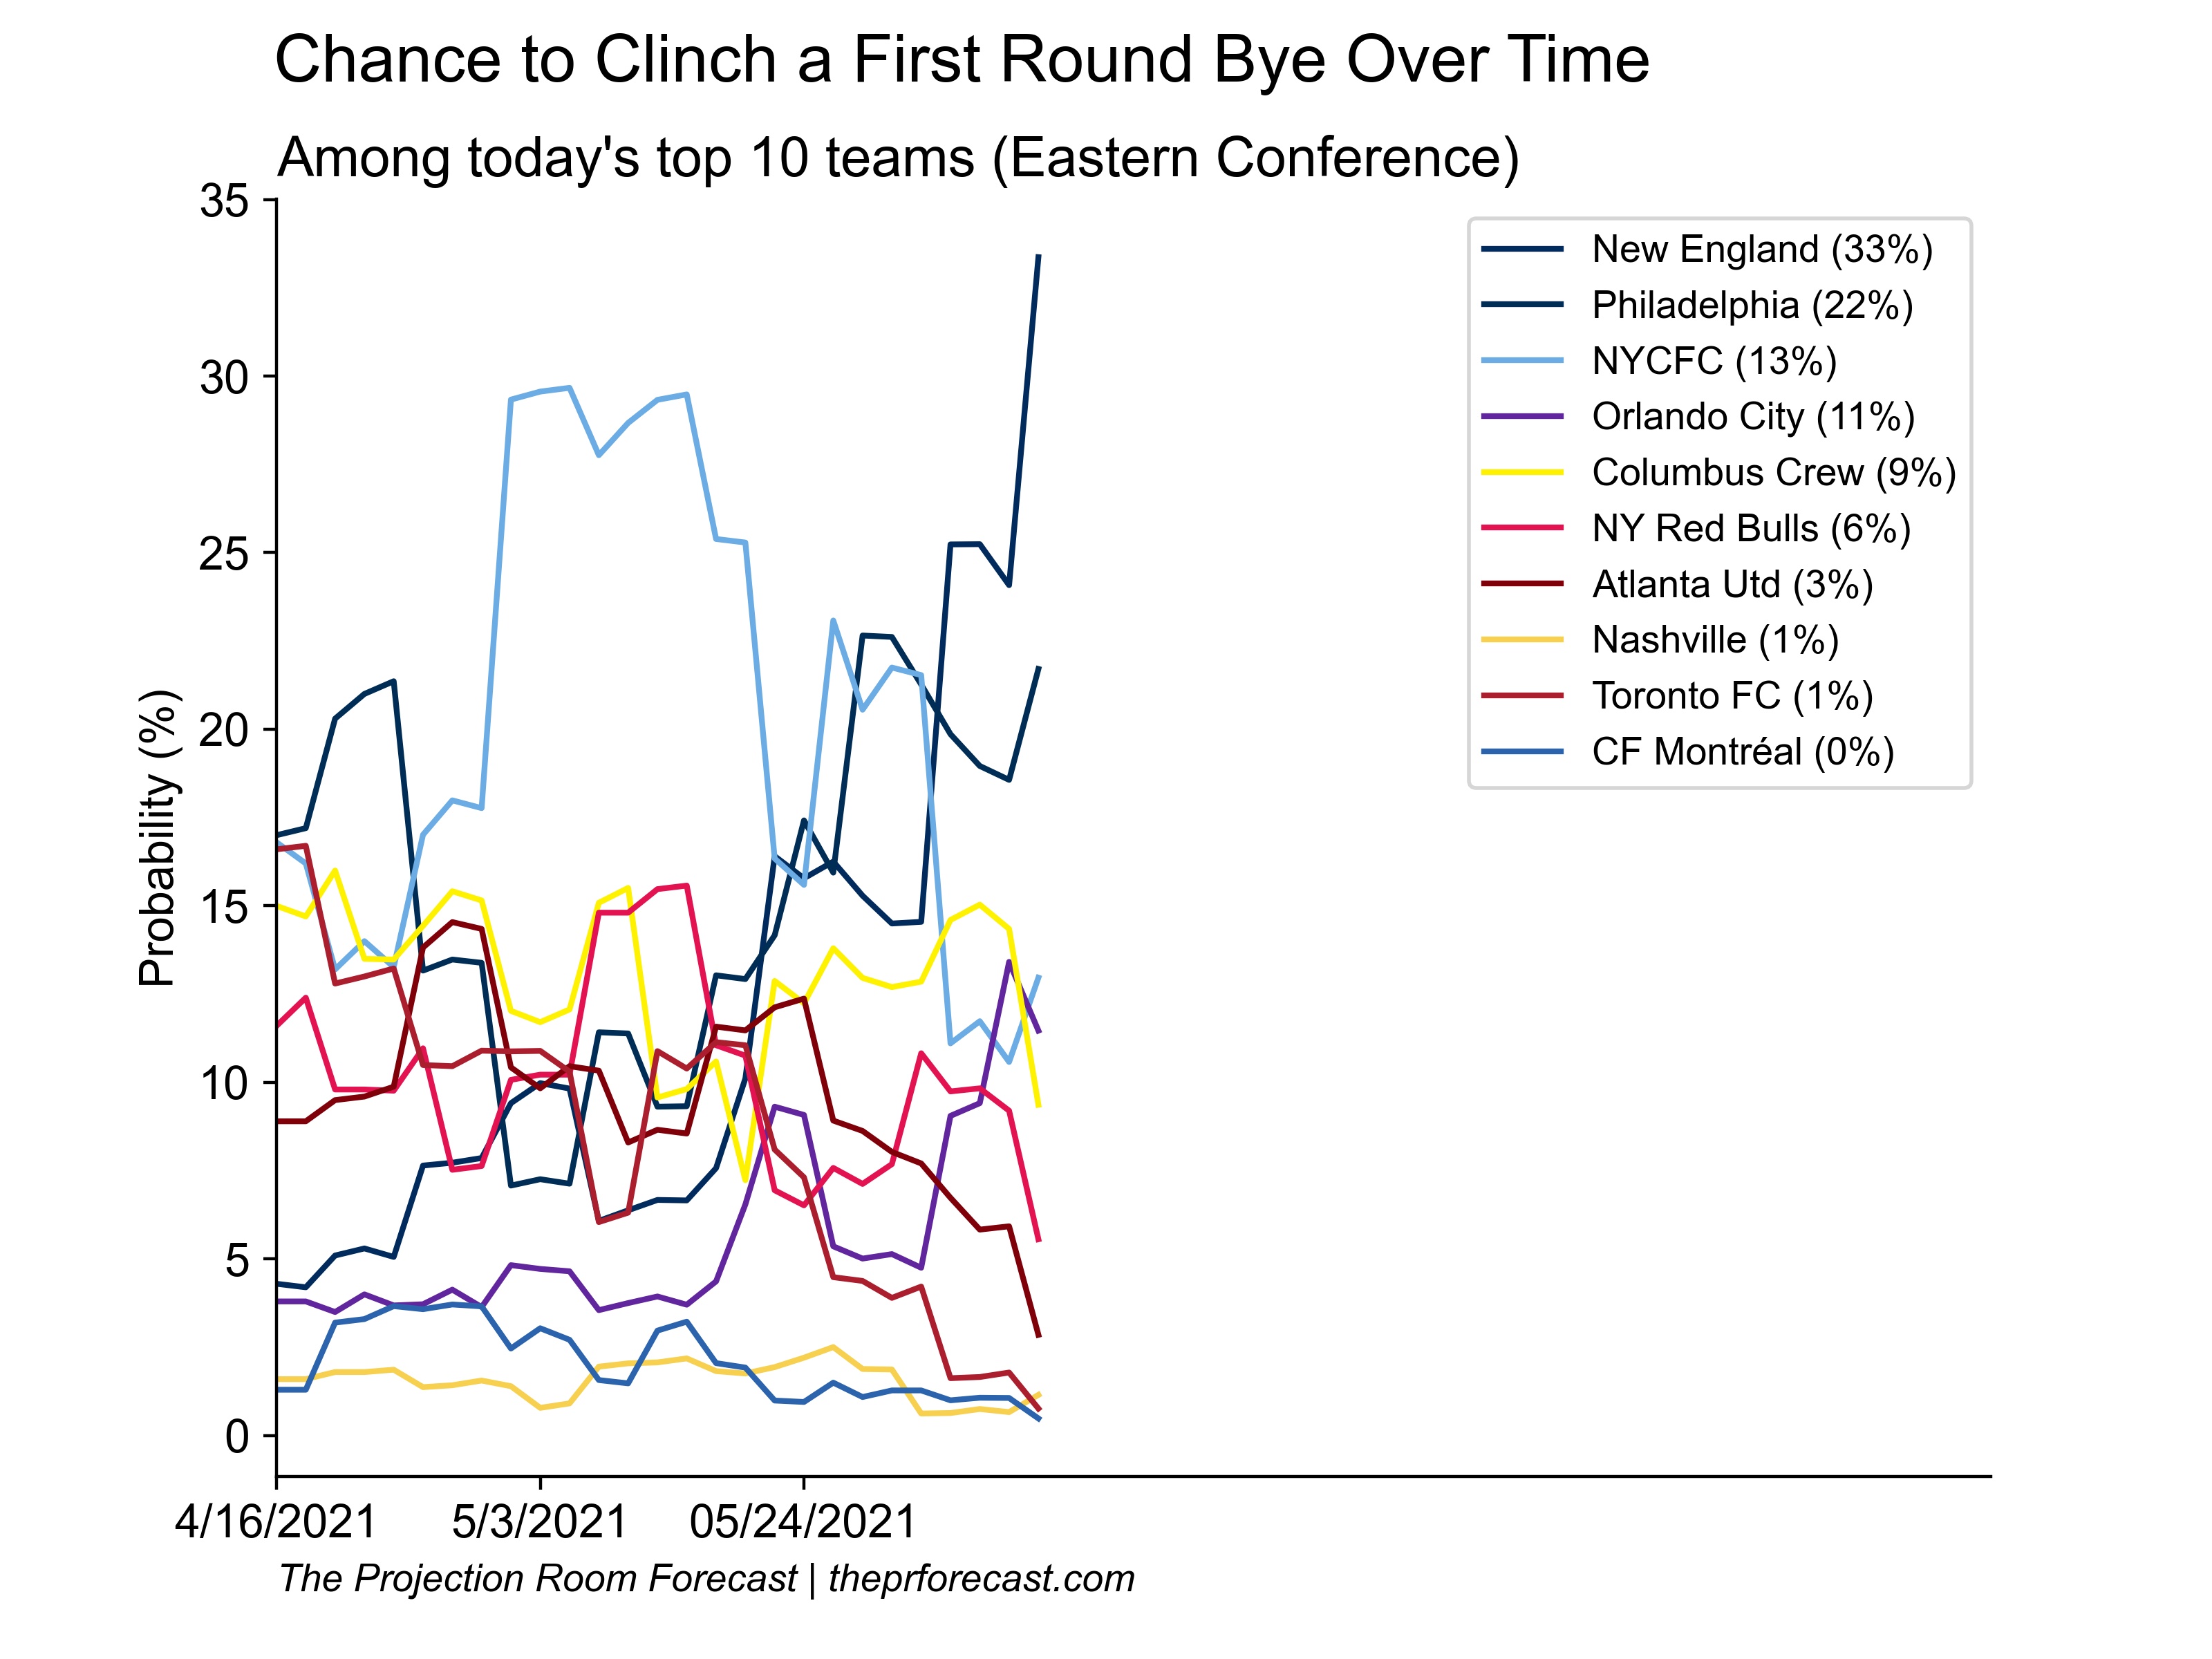 Chance to Clinch a First Round Bye Over Time
Among today's top 10 teams (Eastern Conference)
35
30
25
20
15
10
5
0
Probability (%)
New England (33%)
Philadelphia (22%)
NYCFC (13%)
Orlando City (11%)
Columbus Crew (9%)
NY Red Bulls (6%)
Atlanta Utd (3%)
Nashville (1%)
Toronto FC (1%)
CF Montréal (0%)
4/16/2021 5/3/2021 05/24/2021
The Projection Room Forecast | theprforecast.com